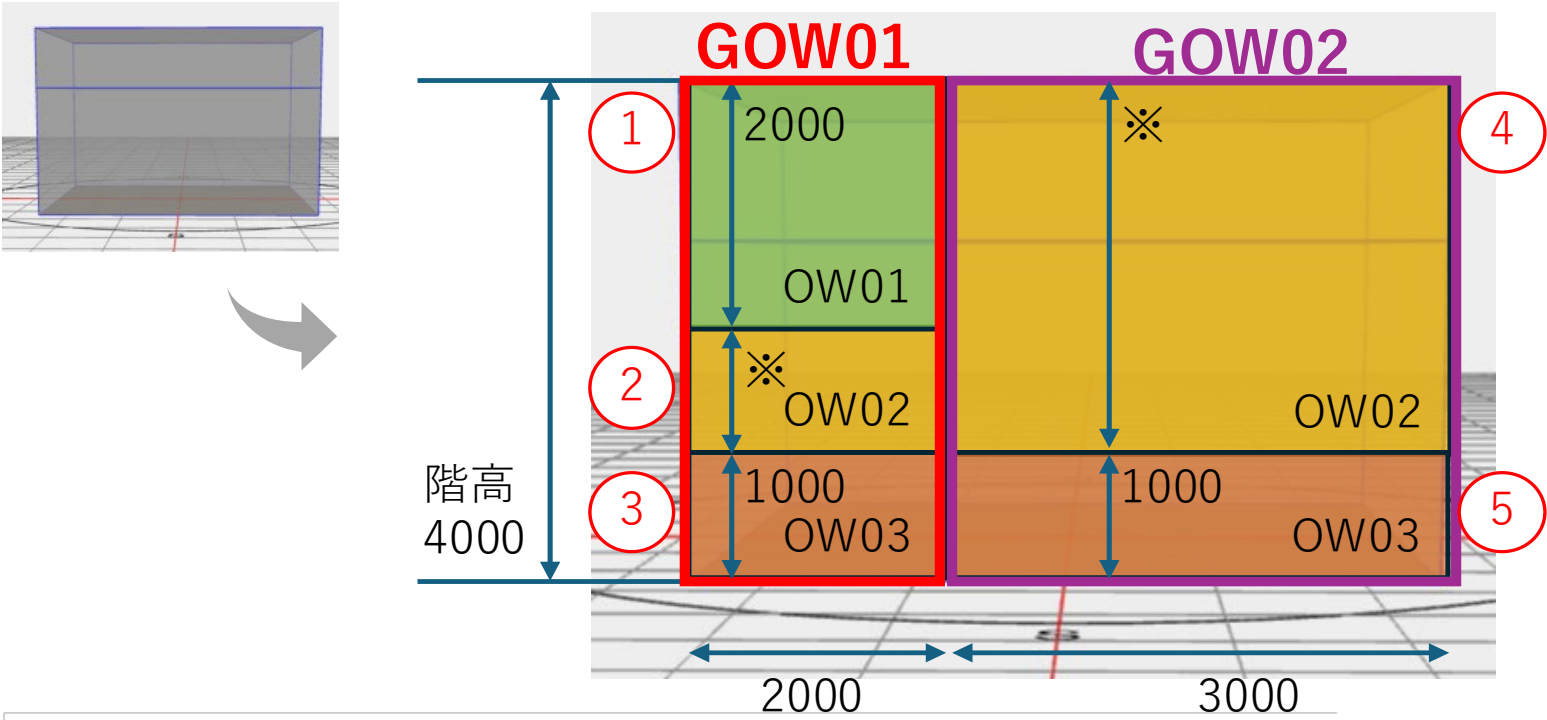 GOW01
GOW02
① 2000 ※ ④
OW01
② ※
OW02 OW02
階高
4000
③ 1000 1000 ⑤
OW03 OW03
2000 3000